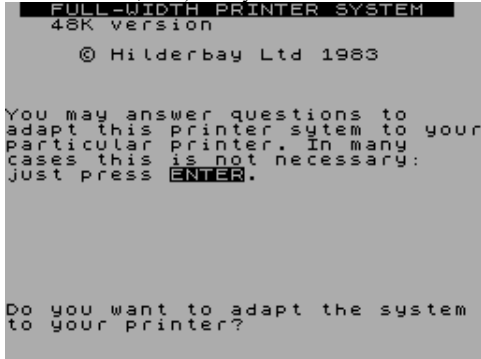 FULL-WIDTH PRINTER SYSTEM
48K version
© Hilderbay Ltd 1983
You may answer questions to
adapt this printer sytem to your
particular printer. In many
cases this is not necessary:
just press ENTER.
Do you want to adapt the system
to your printer?